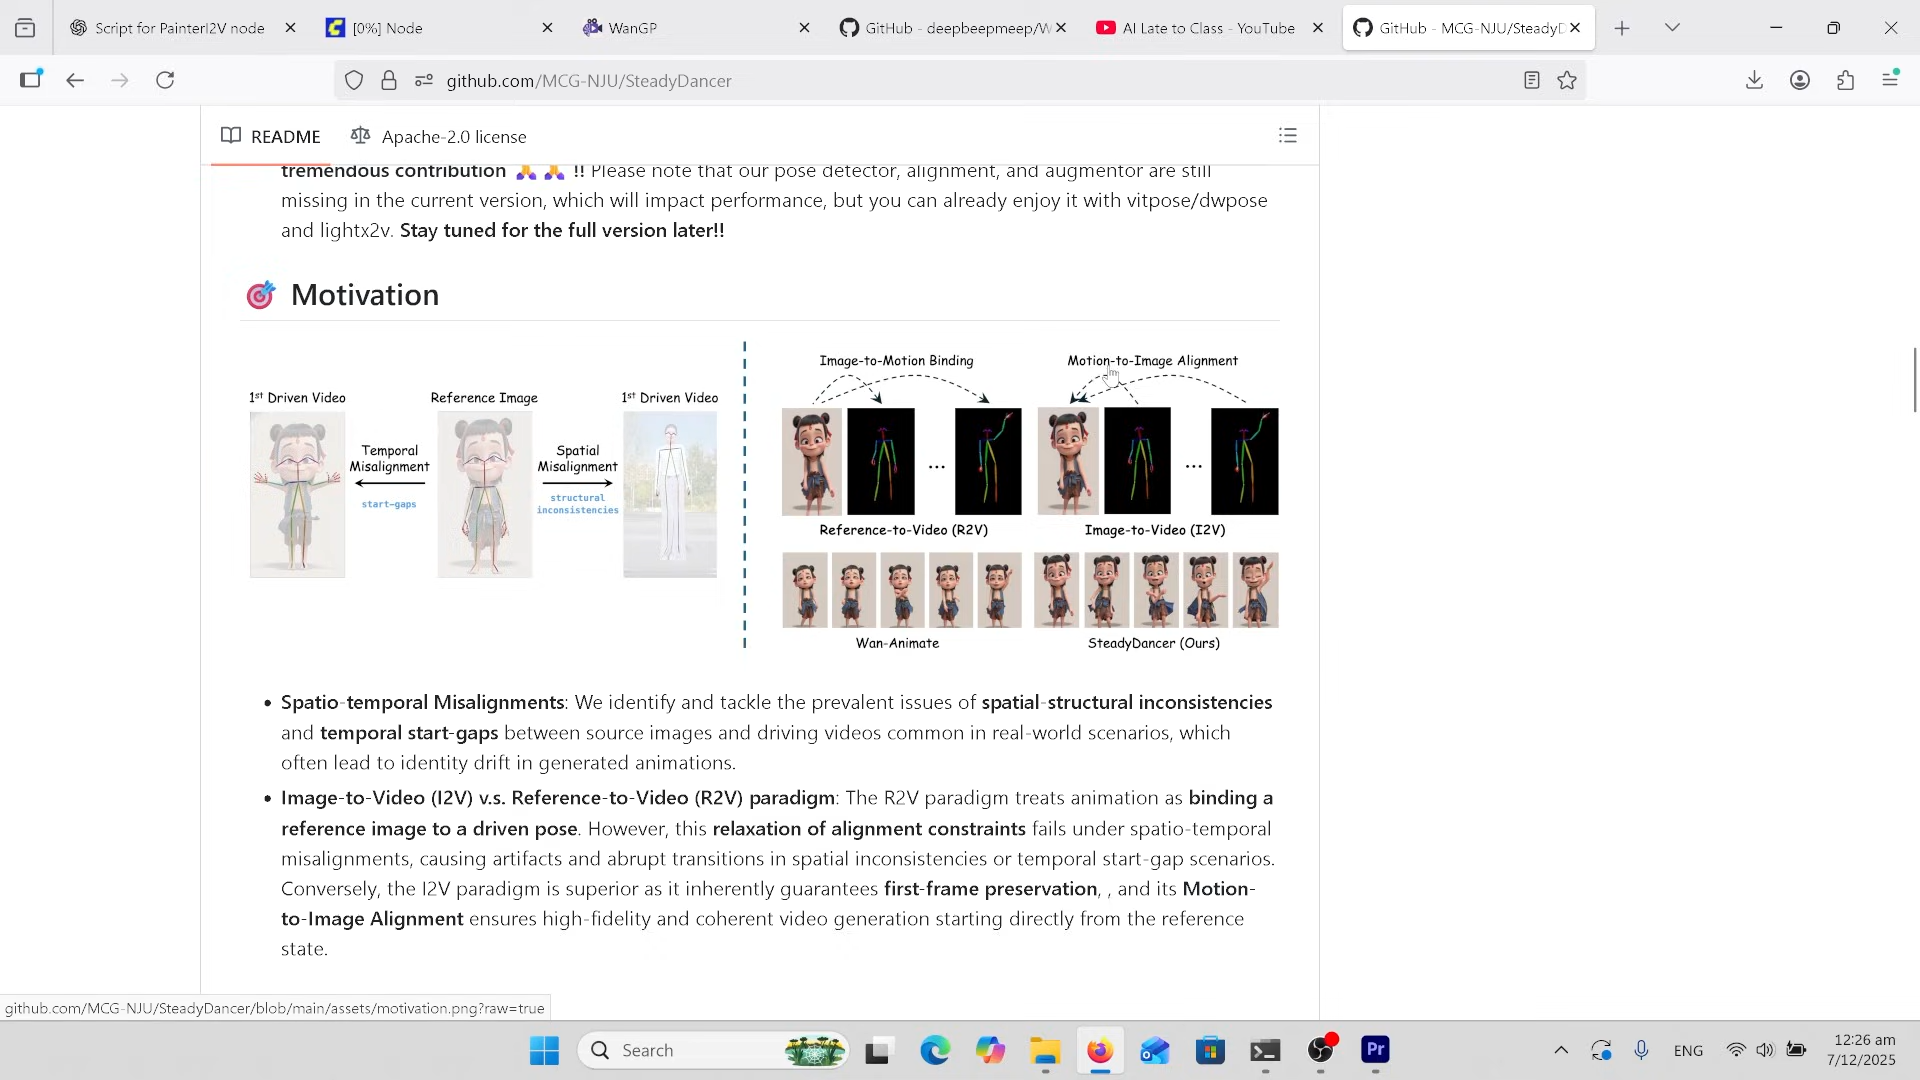 Script for PainterI2V node
[0%] Node
WanGP
GitHub - deepbeepmeep/W
AI Late to Class - YouTube
GitHub - MCG-NJU/SteadyD
github.com/MCG-NJU/SteadyDancer
README
Apache-2.0 license
tremendous contribution 🙏 🙏 !! Please note that our pose detector, alignment, and augmentor are still
missing in the current version, which will impact performance, but you can already enjoy it with vitpose/dwpose
and lightx2v. Stay tuned for the full version later!!
🎯 Motivation
Image-to-Motion Binding
Motion-to-Image Alignment
1st Driven Video
Reference Image
1st Driven Video
Temporal
Misalignment
start-gaps
Spatial
Misalignment
structural
inconsistencies
...
...
Reference-to-Video (R2V)
Image-to-Video (I2V)
Wan-Animate
SteadyDancer (Ours)
• Spatio-temporal Misalignments: We identify and tackle the prevalent issues of spatial-structural inconsistencies
and temporal start-gaps between source images and driving videos common in real-world scenarios, which
often lead to identity drift in generated animations.
• Image-to-Video (I2V) v.s. Reference-to-Video (R2V) paradigm: The R2V paradigm treats animation as binding a
reference image to a driven pose. However, this relaxation of alignment constraints fails under spatio-temporal
misalignments, causing artifacts and abrupt transitions in spatial inconsistencies or temporal start-gap scenarios.
Conversely, the I2V paradigm is superior as it inherently guarantees first-frame preservation, , and its Motion-
to-Image Alignment ensures high-fidelity and coherent video generation starting directly from the reference
state.
github.com/MCG-NJU/SteadyDancer/blob/main/assets/motivation.png?raw=true
Search
Pr
ENG
12:26 am
7/12/2025